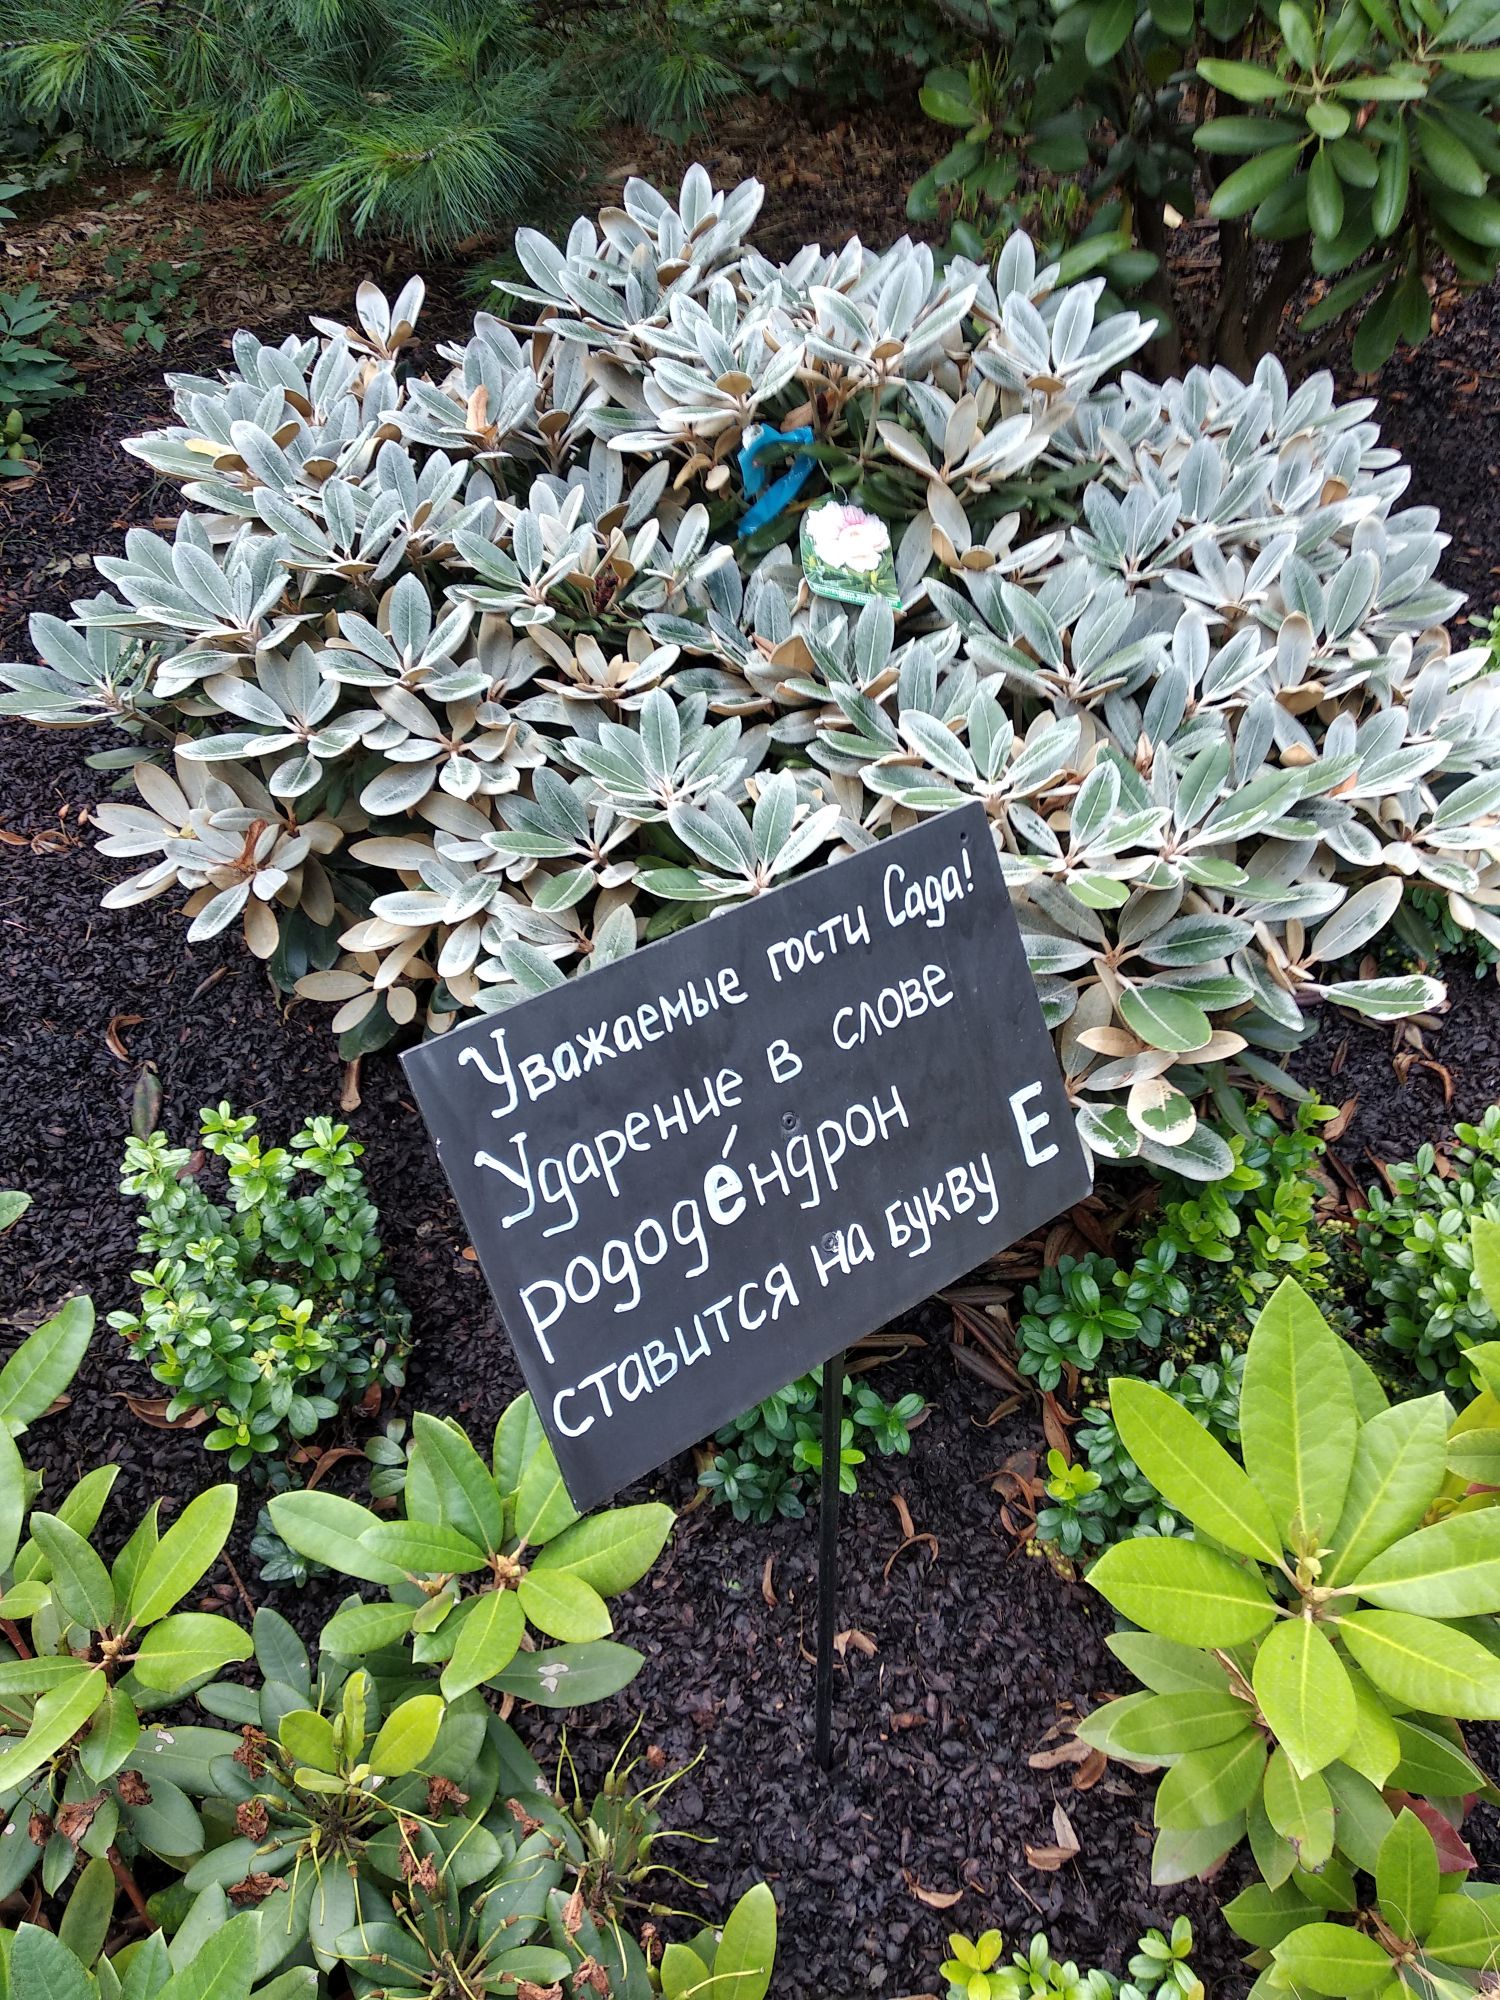 Уважаемые гости Сада!
Ударение в слове
рододе́ндрон
ставится на букву Е